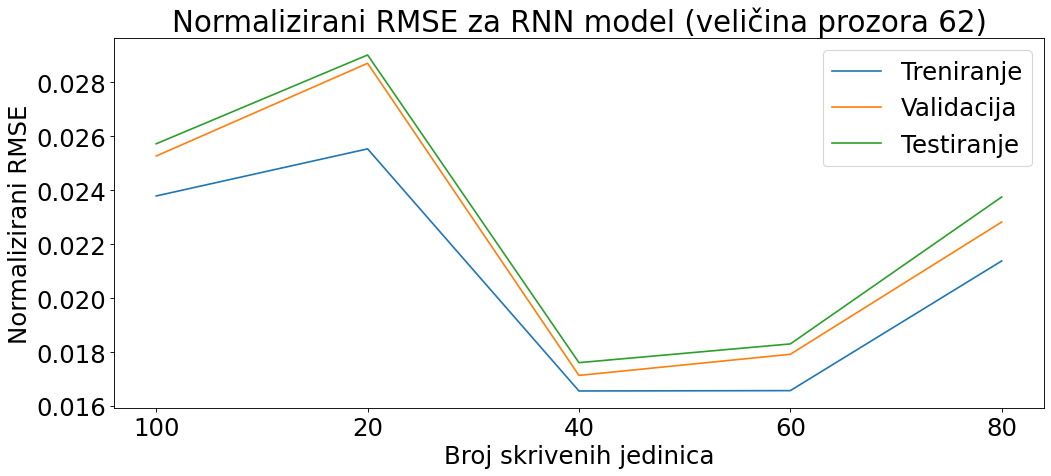 Normalizirani RMSE za RNN model (veličina prozora 62)
Treniranje
Validacija
Testiranje
Normalizirani RMSE
0.028
0.026
0.024
0.022
0.020
0.018
0.016
100 20 40 60 80
Broj skrivenih jedinica